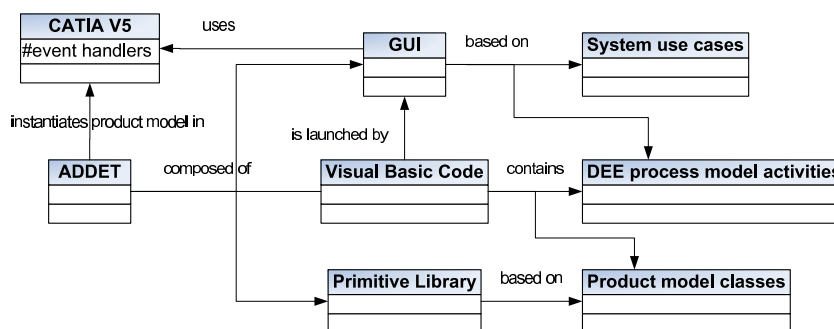 CATIA V5
#event handlers
uses
GUI
based on
System use cases
instantiates product model in
is launched by
ADDET
composed of
Visual Basic Code
contains
DEE process model activities
Primitive Library
based on
Product model classes